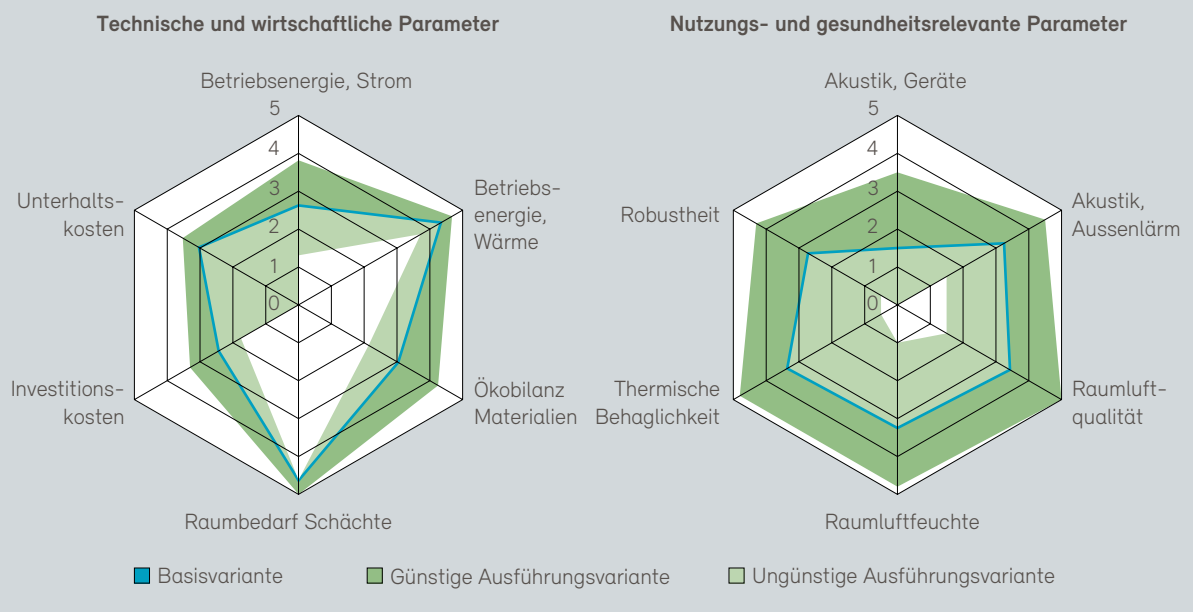 Technische und wirtschaftliche Parameter
Betriebsenergie, Strom
5
4
3
2
1
0
Betriebs-
energie,
Wärme
Ökobilanz
Materialien
Raumbedarf Schächte
Investitions-
kosten
Unterhalts-
kosten
Nutzungs- und gesundheitsrelevante Parameter
Akustik, Geräte
5
4
3
2
1
0
Akustik,
Aussenlärm
Raumluft-
qualität
Raumluftfeuchte
Thermische
Behaglichkeit
Robustheit
Basisvariante
Günstige Ausführungsvariante
Ungünstige Ausführungsvariante